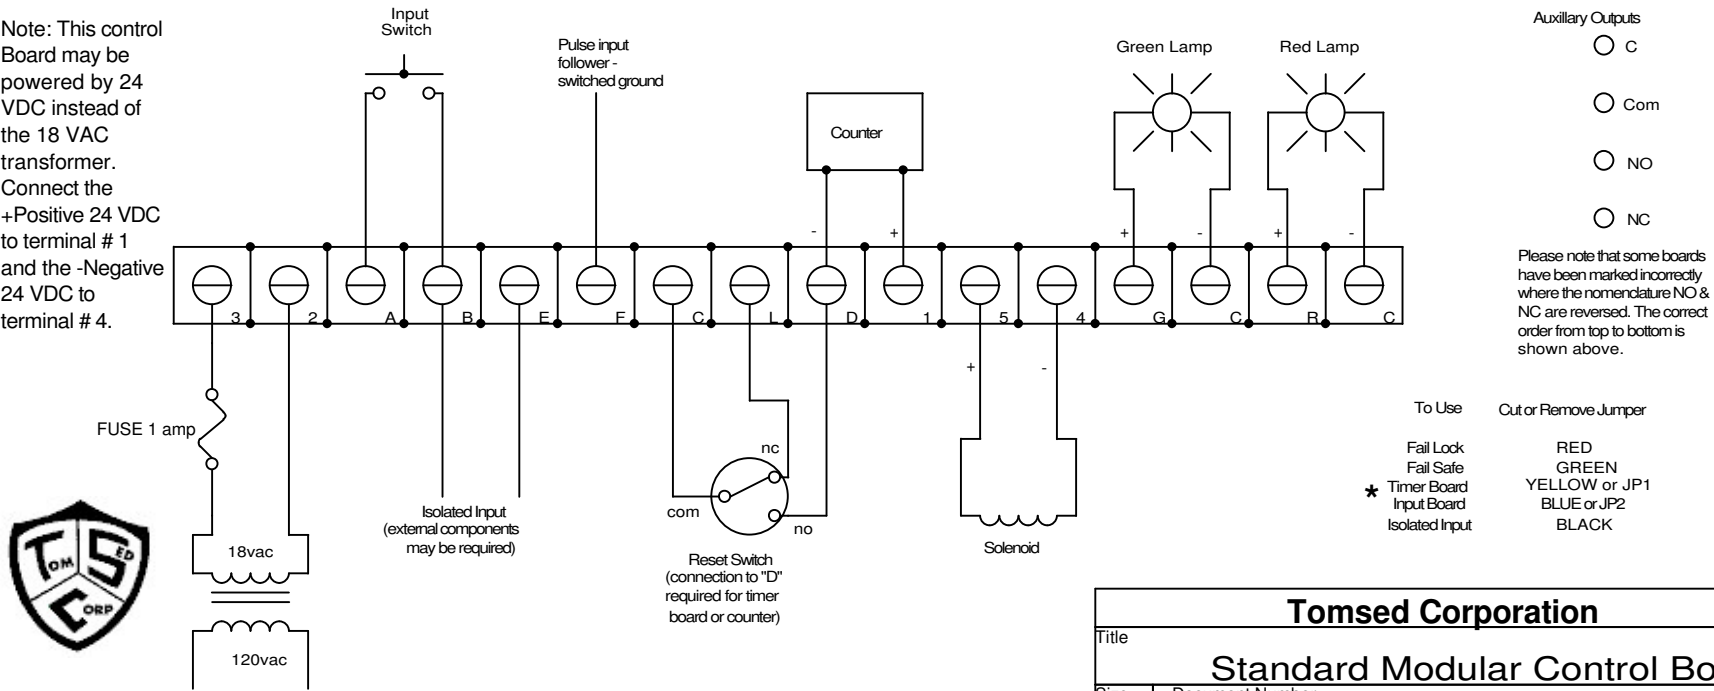 Note: This control
Board may be
powered by 24
VDC instead of
the 18 VAC
transformer.
Connect the
+Positive 24 VDC
to terminal # 1
and the -Negative
24 VDC to
terminal # 4.
Input
Switch
Pulse input
follower -
switched ground
Counter
- +
Green Lamp
+ -
Red Lamp
+ -
Auxillary Outputs
C
Com
NO
NC
Please note that some boards
have been marked incorrectly
where the nomenclature NO &
NC are reversed. The correct
order from top to bottom is
shown above.
3 2 A B E F C L D 1 5 4 G C R C
FUSE 1 amp
18vac
120vac
TOM SED CORP
Isolated Input
(external components
may be required)
nc
com
no
Reset Switch
(connection to "D"
required for timer
board or counter)
+ -
Solenoid
To Use Cut or Remove Jumper
Fail Lock RED
Fail Safe GREEN
* Timer Board YELLOW or JP1
Input Board BLUE or JP2
Isolated Input BLACK
Tomsed Corporation
Title
Standard Modular Control Bo
Size Document Number